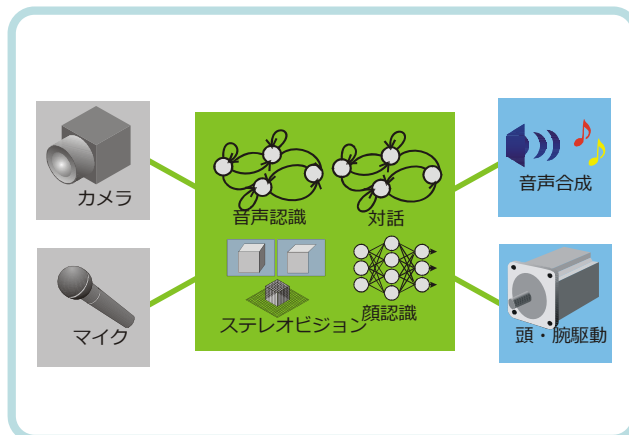 カメラ
マイク
音声認識
対話
ステレオビジョン
顔認識
音声合成
頭・腕駆動